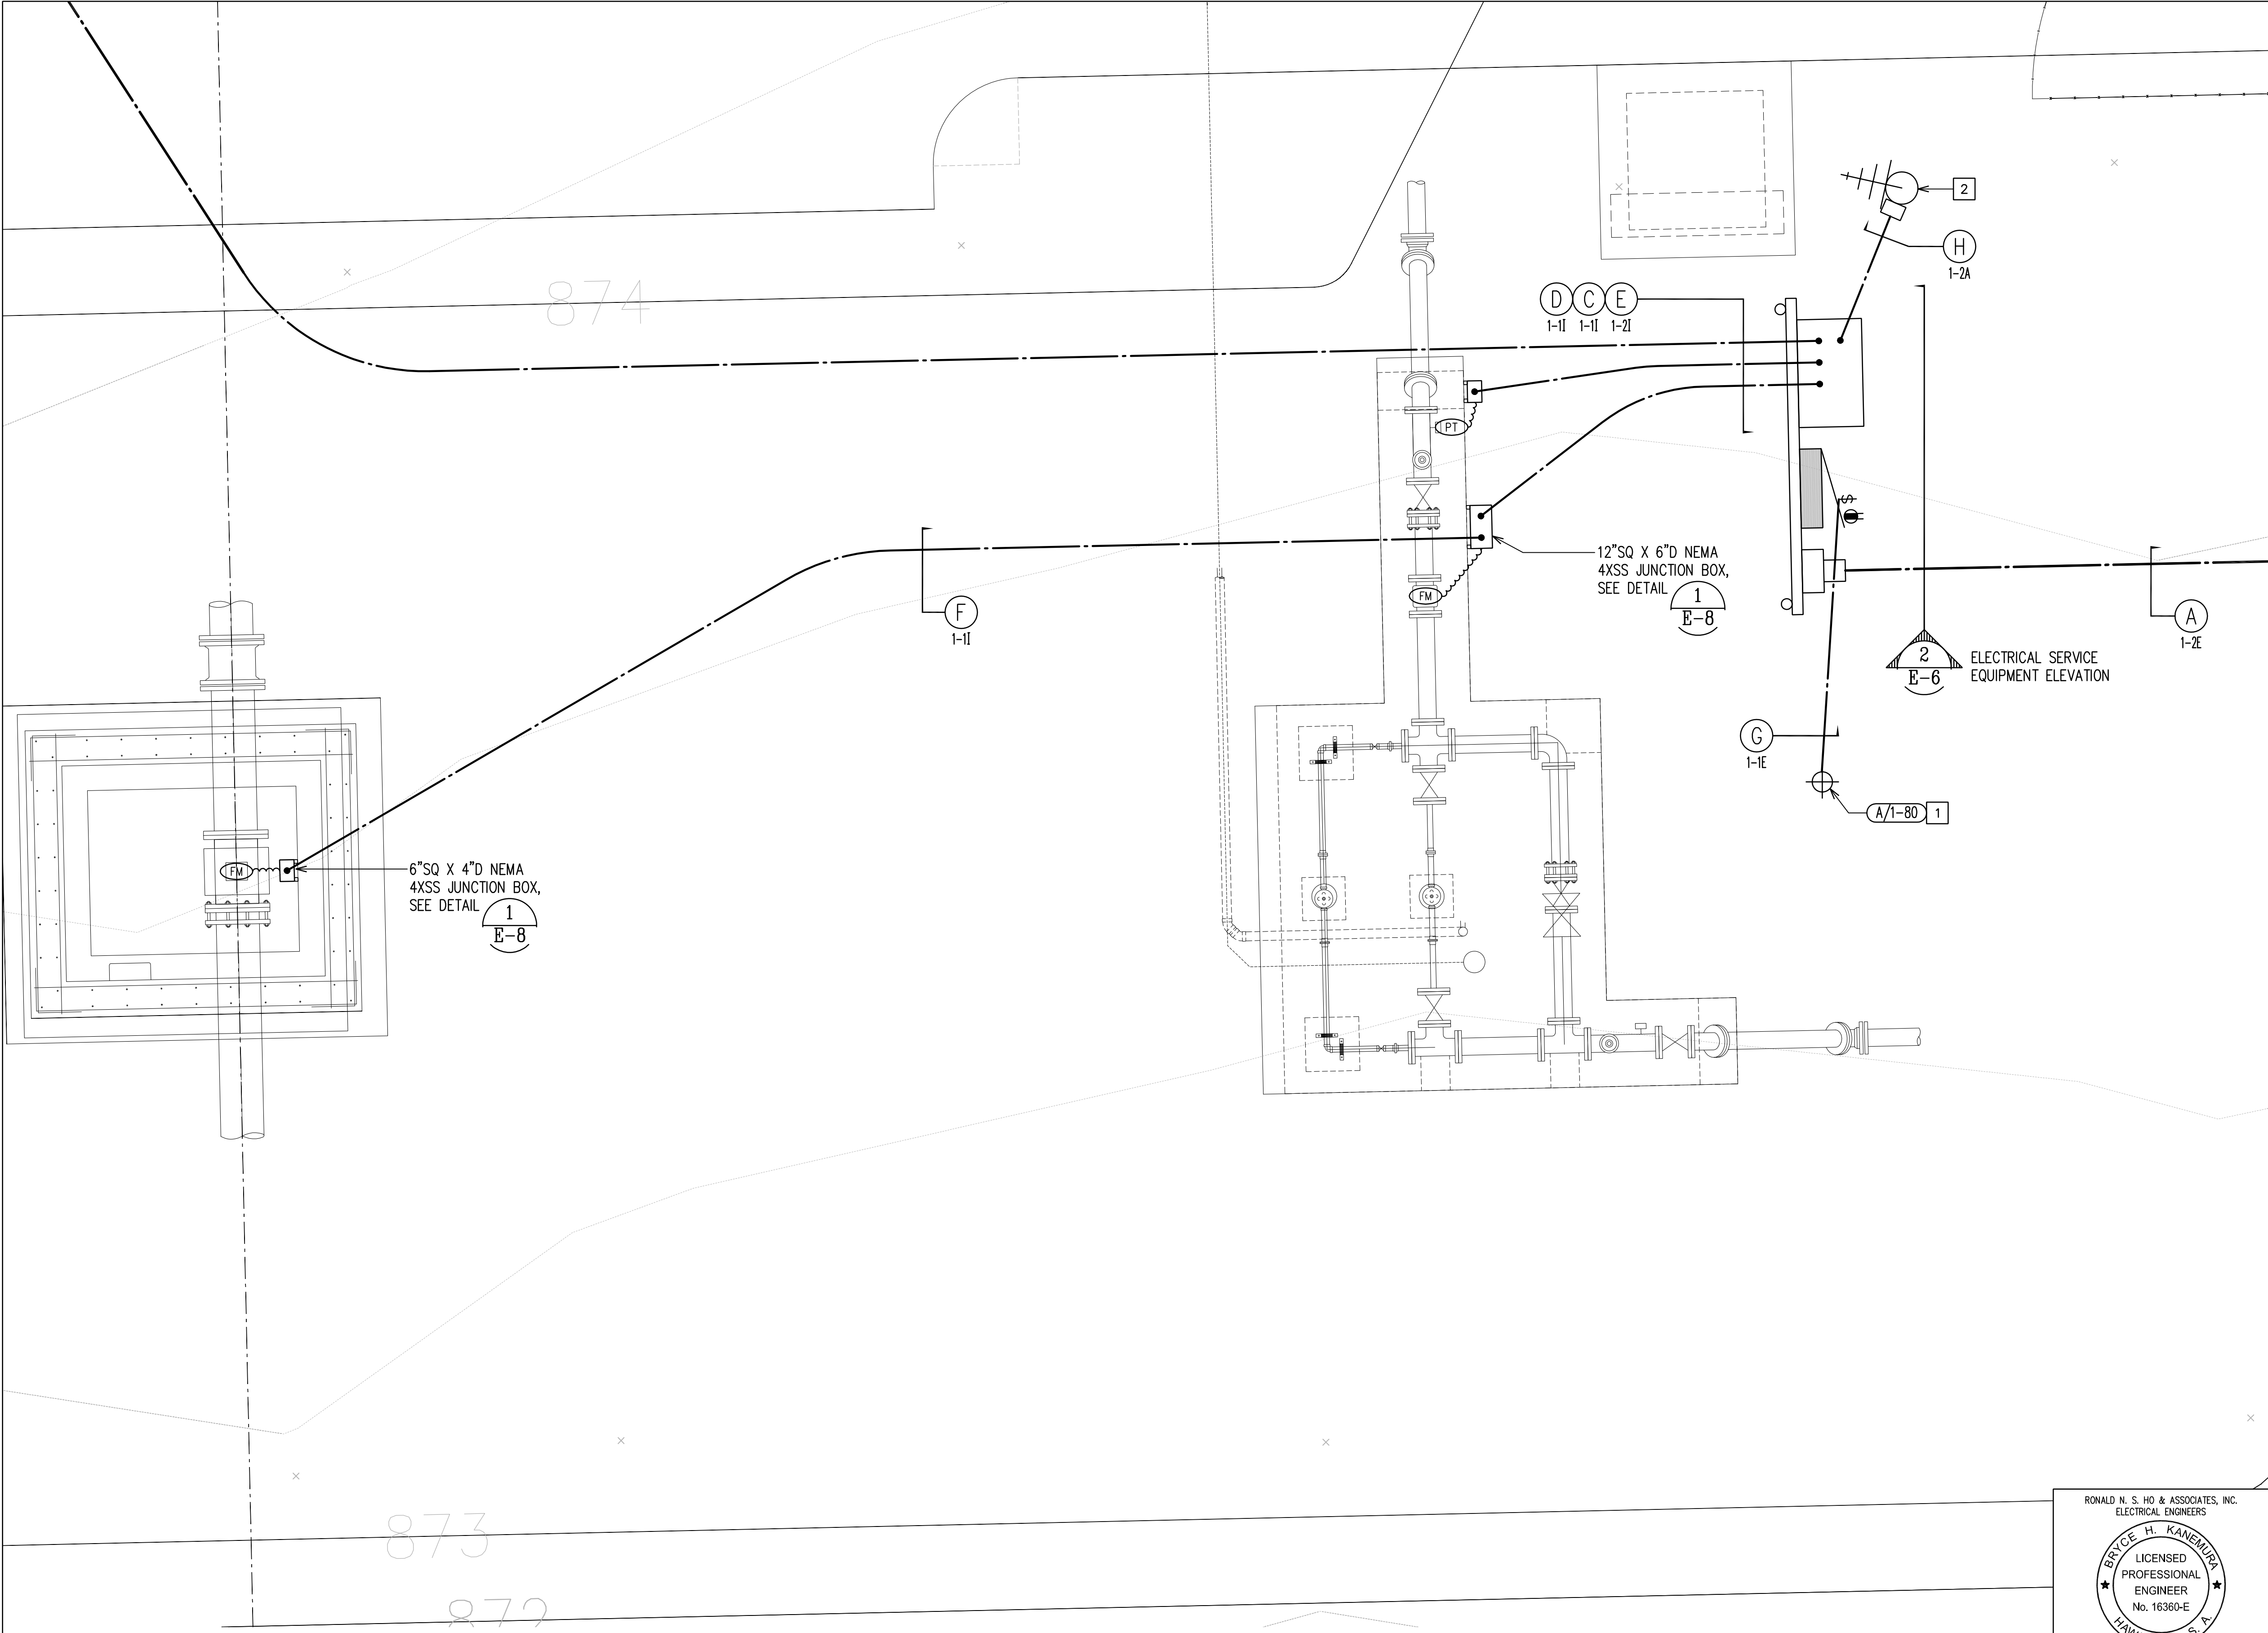 2
H
1-2A
D C E
1-1I 1-1I 1-2I
874
PT
S
12"SQ X 6"D NEMA
4XSS JUNCTION BOX,
SEE DETAIL
1
E-8
FM
F
1-1I
A
1-2E
2
E-6
ELECTRICAL SERVICE
EQUIPMENT ELEVATION
G
1-1E
A/1-80 1
FM
6"SQ X 4"D NEMA
4XSS JUNCTION BOX,
SEE DETAIL
1
E-8
873
872
RONALD N. S. HO & ASSOCIATES, INC.
ELECTRICAL ENGINEERS
BRYCE H. KANEMURA
LICENSED
PROFESSIONAL
ENGINEER
No. 16360-E
S. A.